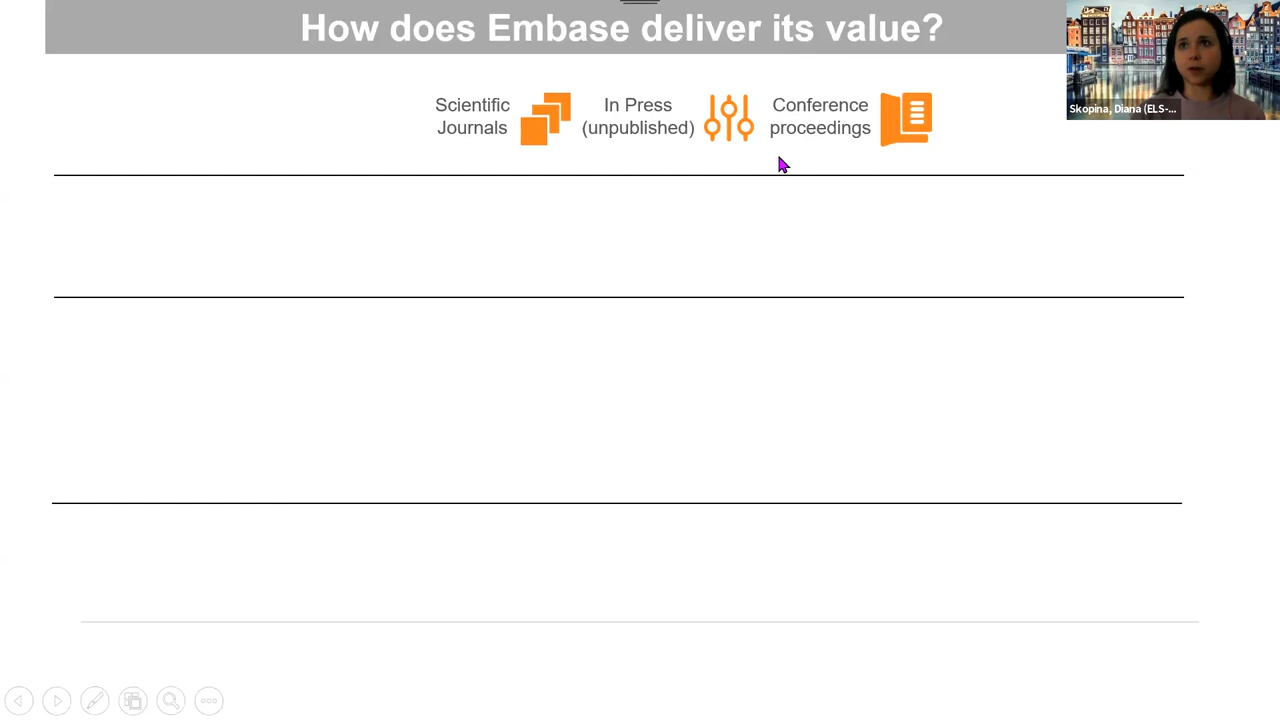 How does Embase deliver its value?
Scientific
Journals
In Press
(unpublished)
Conference
proceedings
Skopina, Diana (ELS-...